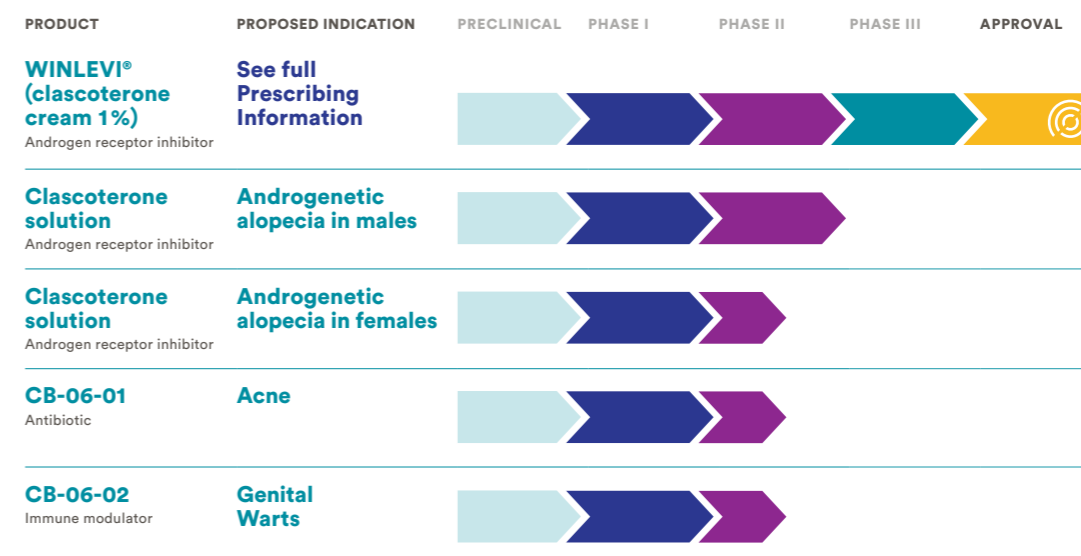 PRODUCT PROPOSED INDICATION PRECLINICAL PHASE I PHASE II PHASE III APPROVAL
WINLEVI®
(clascoterone
cream 1%)
Androgen receptor inhibitor
See full
Prescribing
Information
Clascoterone
solution
Androgen receptor inhibitor
Androgenetic
alopecia in males
Clascoterone
solution
Androgen receptor inhibitor
Androgenetic
alopecia in females
CB-06-01
Antibiotic
Acne
CB-06-02
Immune modulator
Genital
Warts